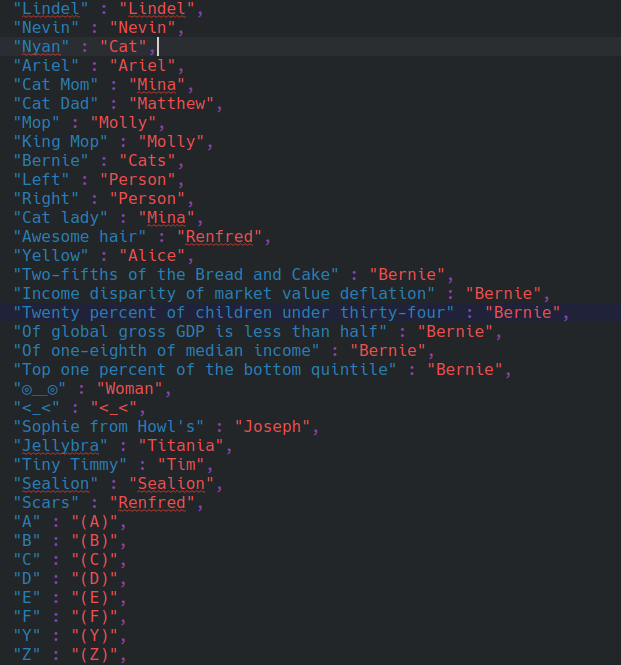 "Lindel" : "Lindel",
"Nevin" : "Nevin",
"Nyan" : "Cat",
"Ariel" : "Ariel",
"Cat Mom" : "Mina",
"Cat Dad" : "Matthew",
"Mop" : "Molly",
"King Mop" : "Molly",
"Bernie" : "Cats",
"Left" : "Person",
"Right" : "Person",
"Cat lady" : "Mina",
"Awesome hair" : "Renfred",
"Yellow" : "Alice",
"Two-fifths of the Bread and Cake" : "Bernie",
"Income disparity of market value deflation" : "Bernie",
"Twenty percent of children under thirty-four" : "Bernie",
"Of global gross GDP is less than half" : "Bernie",
"Of one-eighth of median income" : "Bernie",
"Top one percent of the bottom quintile" : "Bernie",
"◎__◎" : "Woman",
"<_<" : "<_<",
"Sophie from Howl's" : "Joseph",
"Jellybra" : "Titania",
"Tiny Timmy" : "Tim",
"Sealion" : "Sealion",
"Scars" : "Renfred",
"A" : "(A)",
"B" : "(B)",
"C" : "(C)",
"D" : "(D)",
"E" : "(E)",
"F" : "(F)",
"Y" : "(Y)",
"Z" : "(Z)",